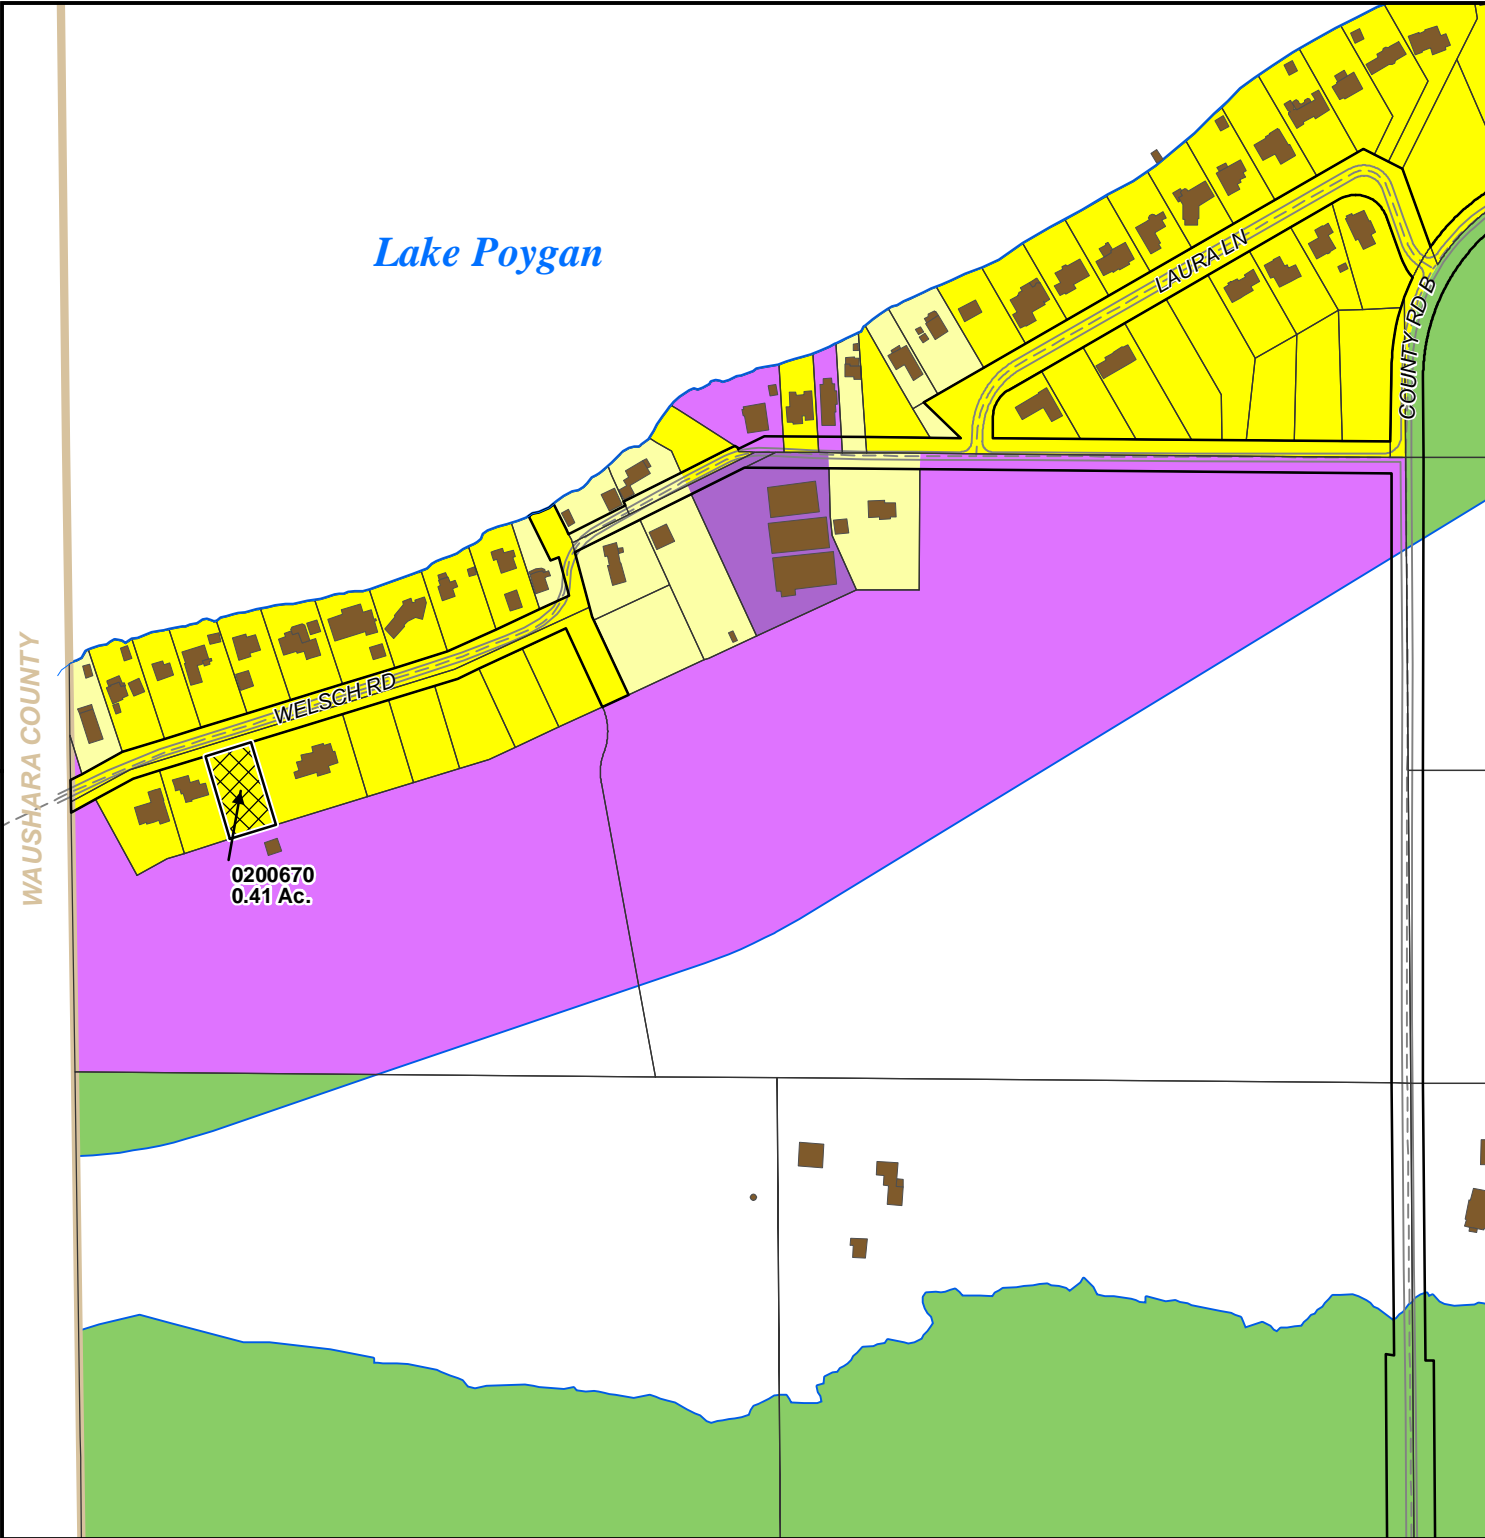 Lake Poygan
LAURA LN
COUNTY RD B
WELSCH RD
WAUSHARA COUNTY
0200670
0.41 Ac.